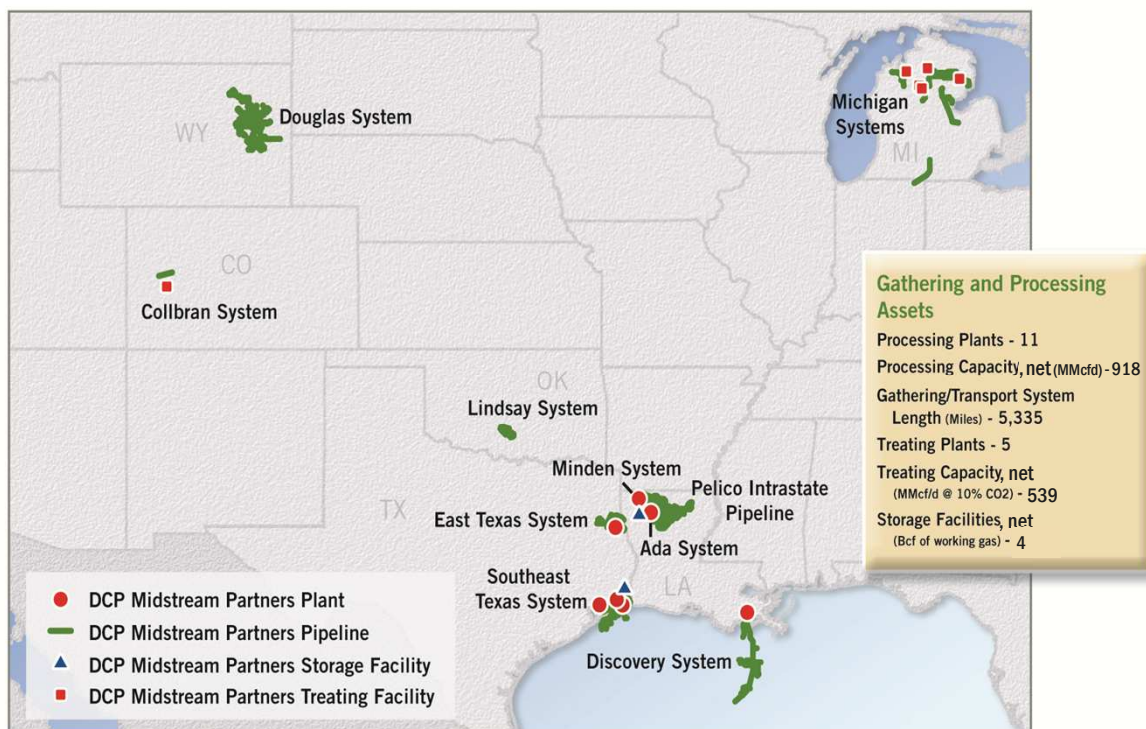 WY
Douglas System
Michigan
Systems
MI
CO
Collbran System
OK
Lindsay System
Minden System
Pelico Intrastate
Pipeline
TX
East Texas System
Ada System
Southeast
Texas System
LA
Discovery System
DCP Midstream Partners Plant
DCP Midstream Partners Pipeline
DCP Midstream Partners Storage Facility
DCP Midstream Partners Treating Facility
Gathering and Processing
Assets
Processing Plants - 11
Processing Capacity, net (MMcfd) - 918
Gathering/Transport System
Length (Miles) - 5,335
Treating Plants - 5
Treating Capacity, net
(MMcf/d @ 10% CO2) - 539
Storage Facilities, net
(Bcf of working gas) - 4